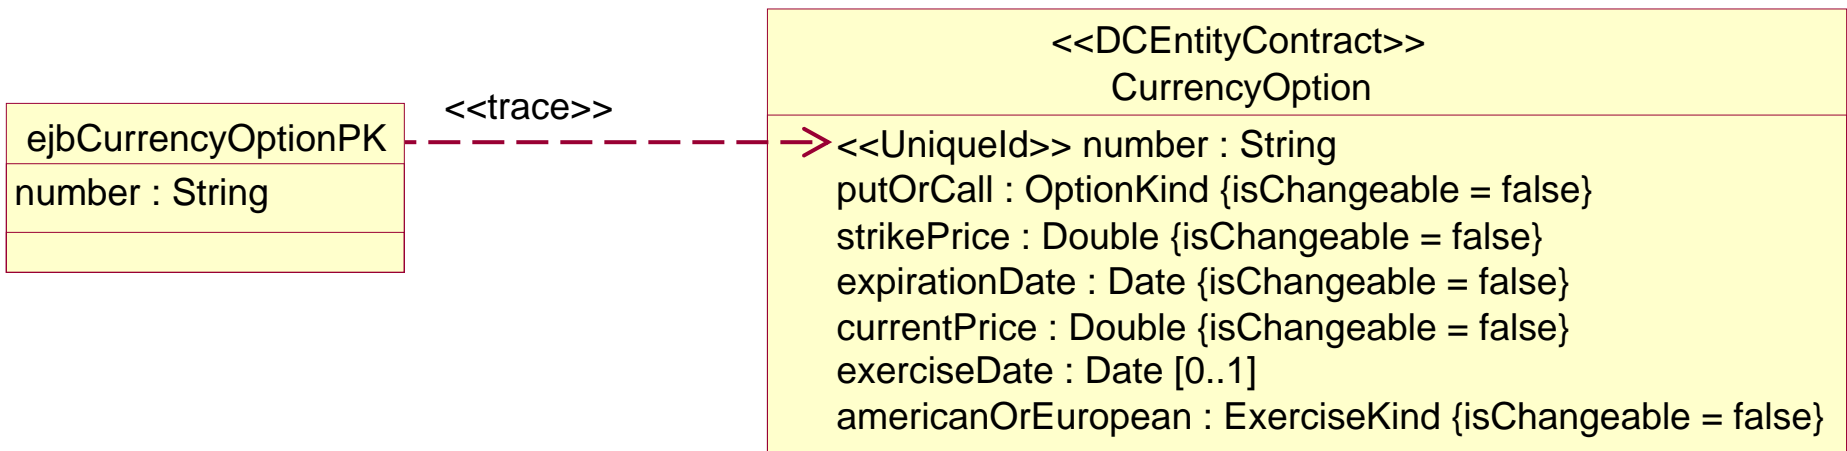 ejbCurrencyOptionPK
number : String
<<trace>>
<<DCEntityContract>>
CurrencyOption
<<UniqueId>> number : String
putOrCall : OptionKind {isChangeable = false}
strikePrice : Double {isChangeable = false}
expirationDate : Date {isChangeable = false}
currentPrice : Double {isChangeable = false}
exerciseDate : Date [0..1]
americanOrEuropean : ExerciseKind {isChangeable = false}